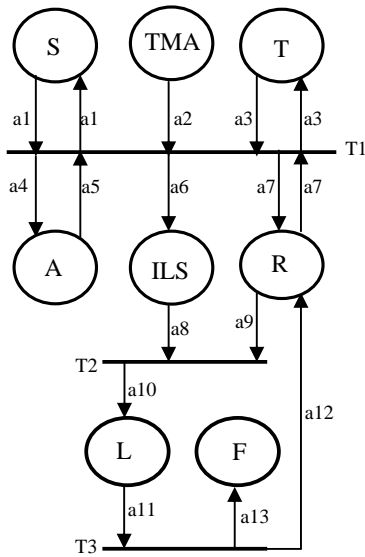 S TMA T
a1 a1 a2 a3 a3
T1
a4 a5 a6 a7 a7
A ILS R
a8 a9
T2
a10 a12
L F
a11 a13
T3